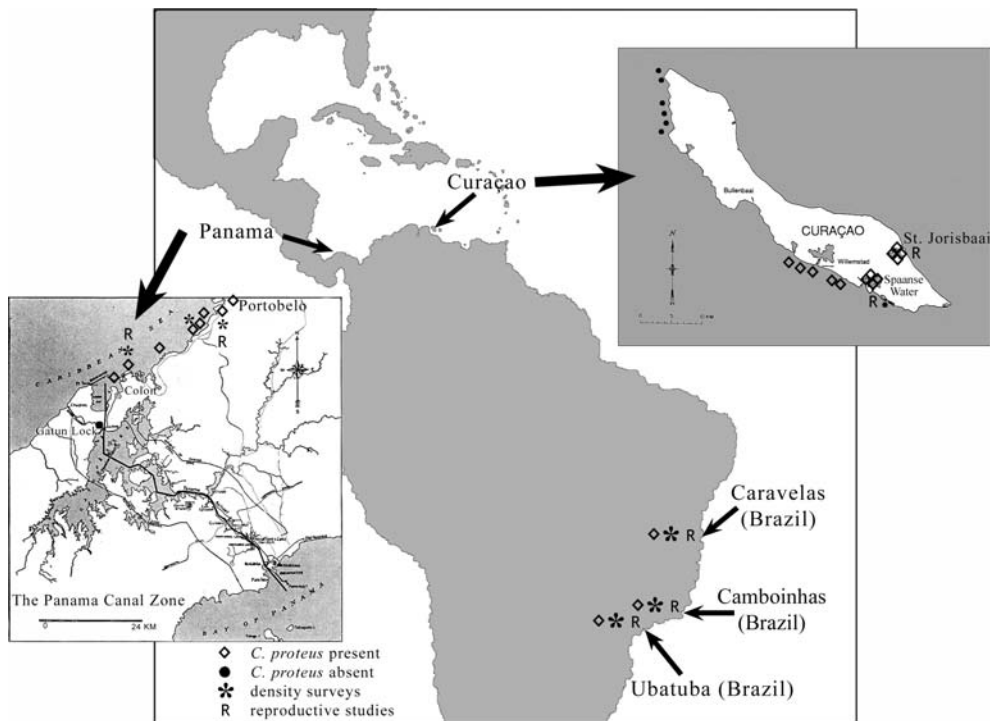 Curaçao
Panama
Bullenbaai
CURAÇAO
Willemstad
St. Jorisbaai
R
Spaanse
Water
R
N
Portobelo
R
R
CARIBBEAN SEA
Colon
Gatun Lock
The Panama Canal Zone
0 24 KM
BAY OF PANAMA
Caravelas
(Brazil)
R
Camboinhas
(Brazil)
R
R
Ubatuba (Brazil)
C. proteus present
C. proteus absent
density surveys
R reproductive studies